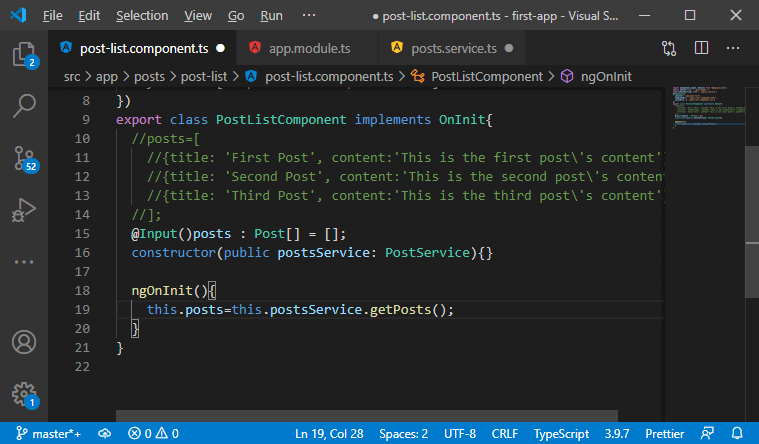 File Edit Selection View Go Run ··· ● post-list.component.ts - first-app - Visual S...
post-list.component.ts ● app.module.ts posts.service.ts ●
src > app > posts > post-list > post-list.component.ts > PostListComponent > ngOnInit
2
52
1
8 })
9 export class PostListComponent implements OnInit{
10 //posts=[
11 //{title: 'First Post', content:'This is the first post\'s content'}
12 //{title: 'Second Post', content:'This is the second post\'s conten
13 //{title: 'Third Post', content:'This is the third post\'s content'}
14 //];
15 @Input()posts : Post[] = [];
16 constructor(public postsService: PostService){}
17
18 ngOnInit(){
19 this.posts=this.postsService.getPosts();
20 }
21 }
22
master*+ 0 0 Ln 19, Col 28 Spaces: 2 UTF-8 CRLF TypeScript 3.9.7 Prettier